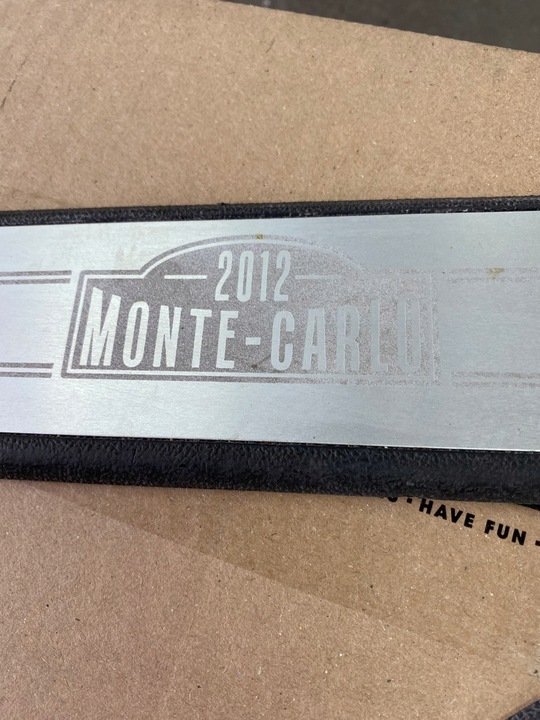 2012
MONTE-CARLO
· HAVE FUN -